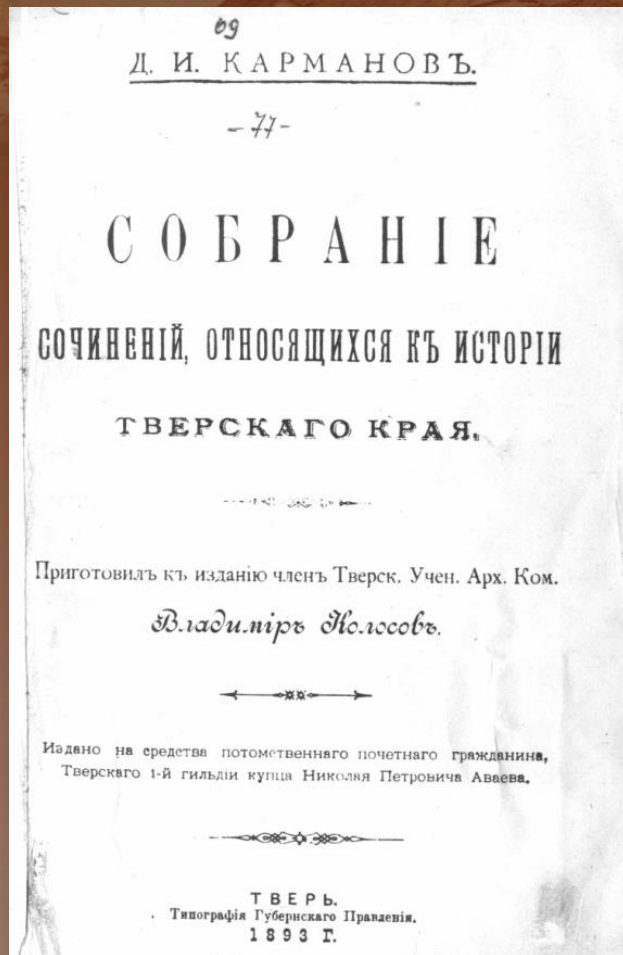 69
Д. И. КАРМАНОВЪ.
-77-
СОБРАНІЕ
СОЧИНЕНІЙ, ОТНОСЯЩИХСЯ КЪ ИСТОРІИ
ТВЕРСКАГО КРАЯ.
Приготовилъ къ изданію членъ Тверск. Учен. Арх. Ком.
Владиміръ Колосовъ.
Издано на средства потомственнаго почетнаго гражданина,
Тверскаго 1-й гильдіи купца Николая Петровича Аваева.
ТВЕРЬ.
Типографія Губернскаго Правленія.
1893 Г.